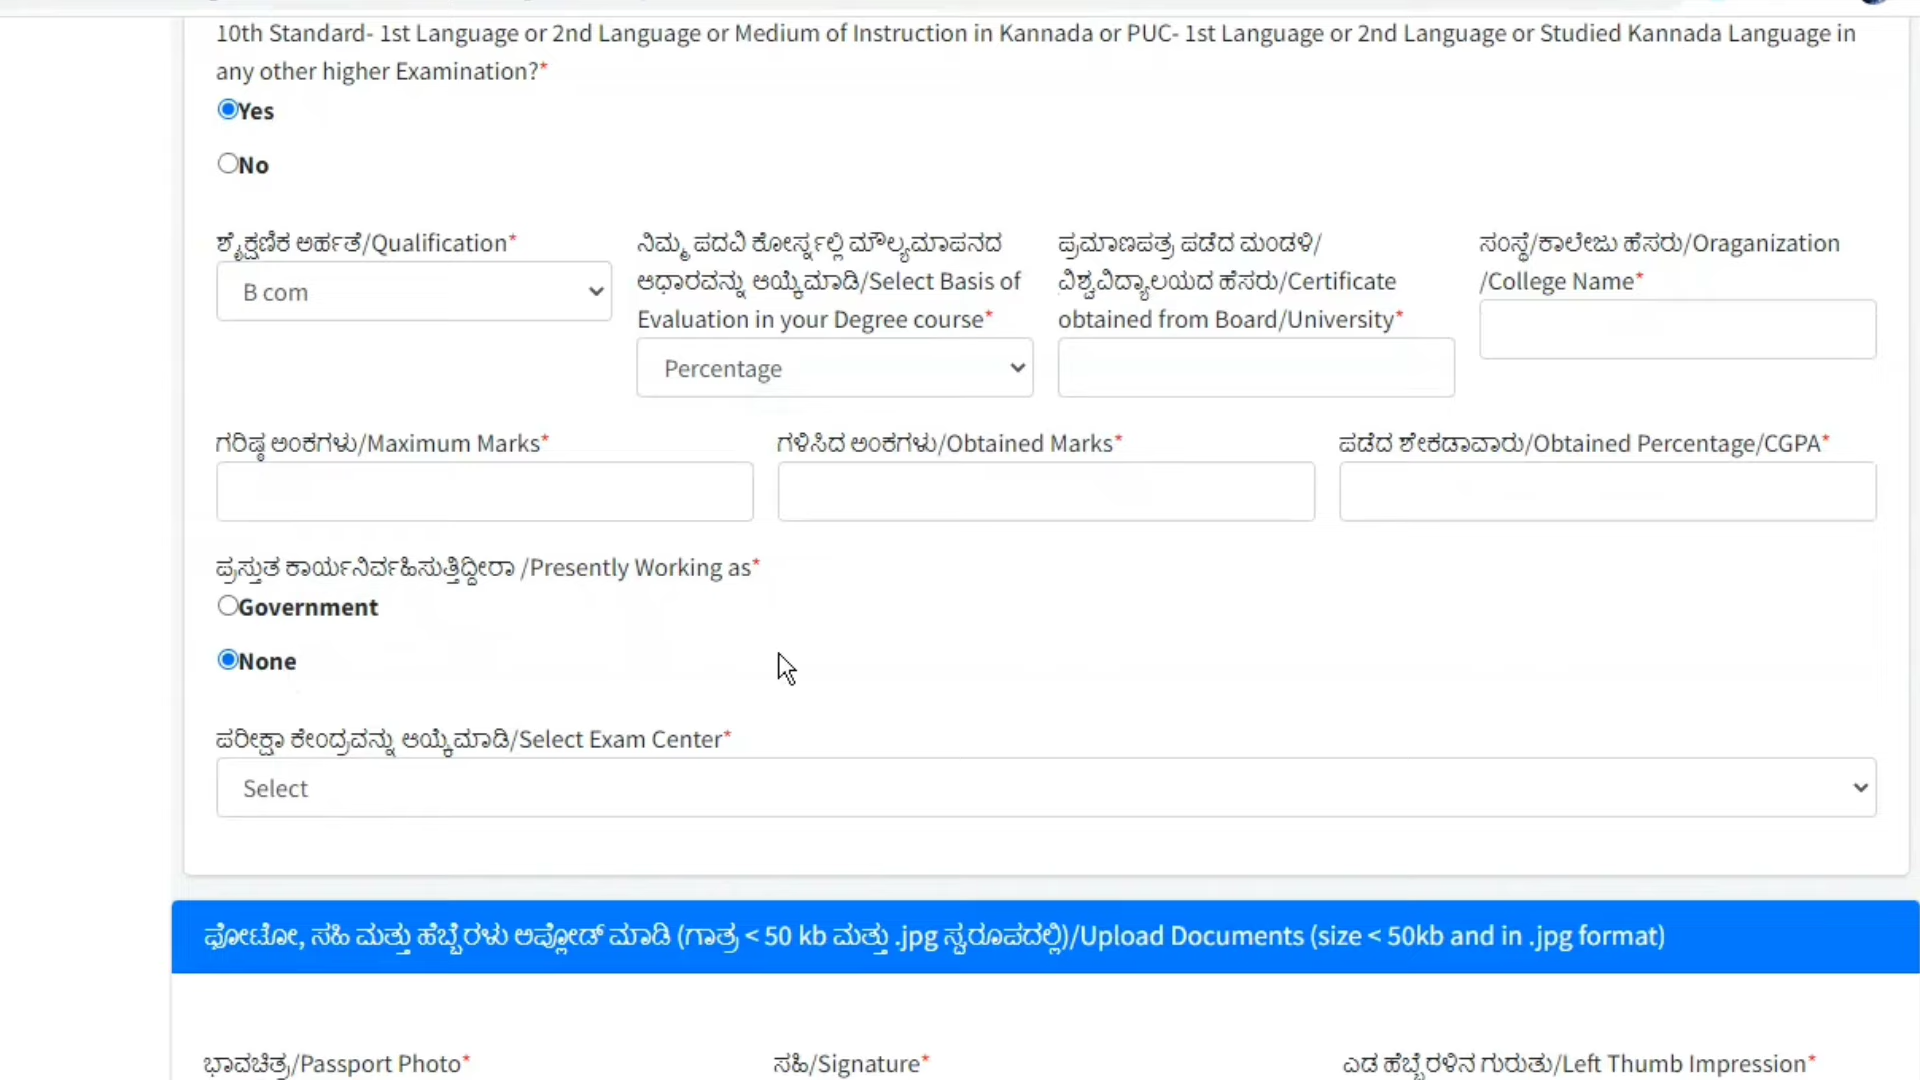 10th Standard- 1st Language or 2nd Language or Medium of Instruction in Kannada or PUC- 1st Language or 2nd Language or Studied Kannada Language in
any other higher Examination?*
Yes
No
ಶೈಕ್ಷಣಿಕ ಅರ್ಹತೆ/Qualification*
B com
ನಿಮ್ಮ ಪದವಿ ಕೋರ್ಸ್ನಲ್ಲಿ ಮೌಲ್ಯಮಾಪನದ
ಆಧಾರವನ್ನು ಆಯ್ಕೆಮಾಡಿ/Select Basis of
Evaluation in your Degree course*
Percentage
ಪ್ರಮಾಣಪತ್ರ ಪಡೆದ ಮಂಡಳಿ/
ವಿಶ್ವವಿದ್ಯಾಲಯದ ಹೆಸರು/Certificate
obtained from Board/University*
ಸಂಸ್ಥೆ/ಕಾಲೇಜು ಹೆಸರು/Oraganization
/College Name*
ಗರಿಷ್ಠ ಅಂಕಗಳು/Maximum Marks*
ಗಳಿಸಿದ ಅಂಕಗಳು/Obtained Marks*
ಪಡೆದ ಶೇಕಡಾವಾರು/Obtained Percentage/CGPA*
ಪ್ರಸ್ತುತ ಕಾರ್ಯನಿರ್ವಹಿಸುತ್ತಿದ್ದೀರಾ /Presently Working as*
Government
None
ಪರೀಕ್ಷಾ ಕೇಂದ್ರವನ್ನು ಆಯ್ಕೆಮಾಡಿ/Select Exam Center*
Select
ಫೋಟೋ, ಸಹಿ ಮತ್ತು ಹೆಬ್ಬೆರಳು ಅಪ್ಲೋಡ್ ಮಾಡಿ (ಗಾತ್ರ < 50 kb ಮತ್ತು .jpg ಸ್ವರೂಪದಲ್ಲಿ)/Upload Documents (size < 50kb and in .jpg format)
ಭಾವಚಿತ್ರ/Passport Photo*
ಸಹಿ/Signature*
ಎಡ ಹೆಬ್ಬೆರಳಿನ ಗುರುತು/Left Thumb Impression*